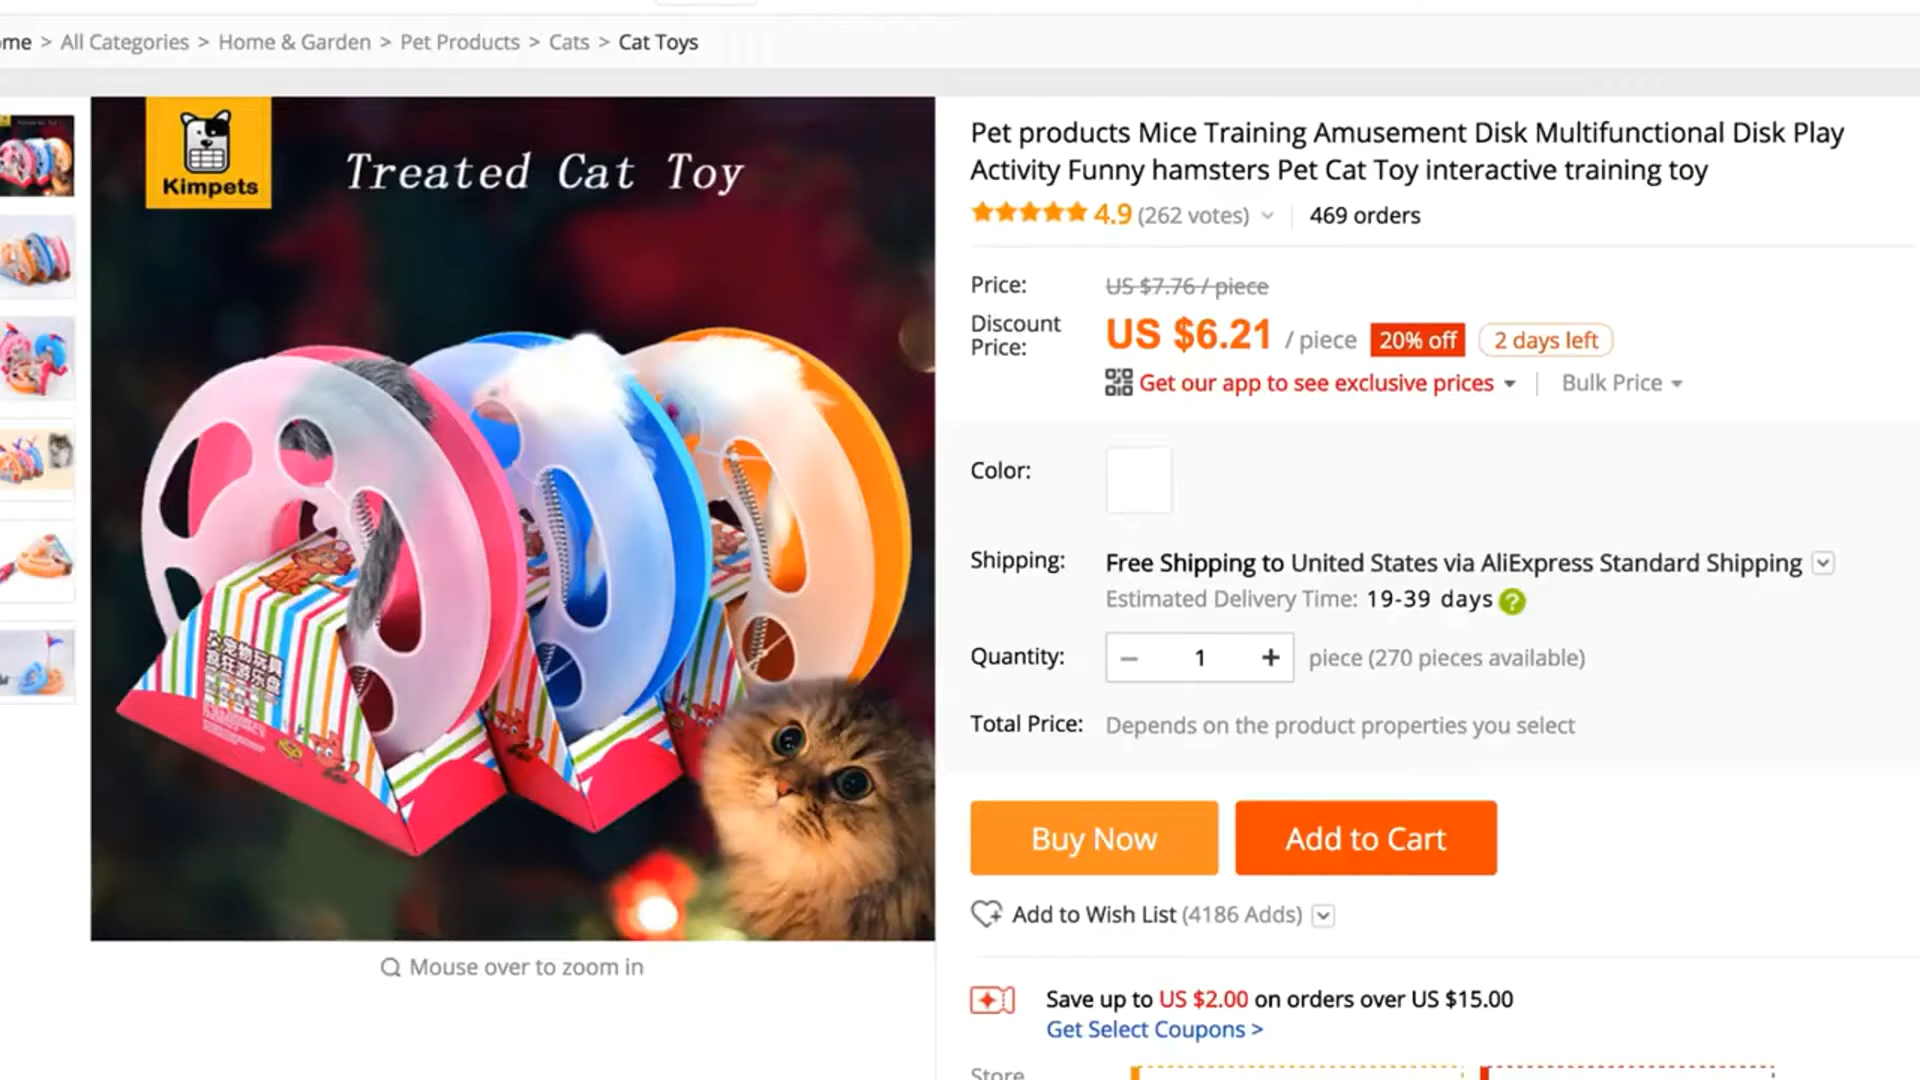 ome > All Categories > Home & Garden > Pet Products > Cats > Cat Toys
Kimpets
Treated Cat Toy
Pet products Mice Training Amusement Disk Multifunctional Disk Play
Activity Funny hamsters Pet Cat Toy interactive training toy
4.9 (262 votes) 469 orders
Price: US $7.76 / piece
Discount
Price: US $6.21 / piece 20% off 2 days left
Get our app to see exclusive prices Bulk Price
Color:
Shipping: Free Shipping to United States via AliExpress Standard Shipping
Estimated Delivery Time: 19-39 days ?
Quantity: − 1 + piece (270 pieces available)
Total Price: Depends on the product properties you select
Buy Now Add to Cart
Add to Wish List (4186 Adds)
Mouse over to zoom in
Save up to US $2.00 on orders over US $15.00
Get Select Coupons >
Store